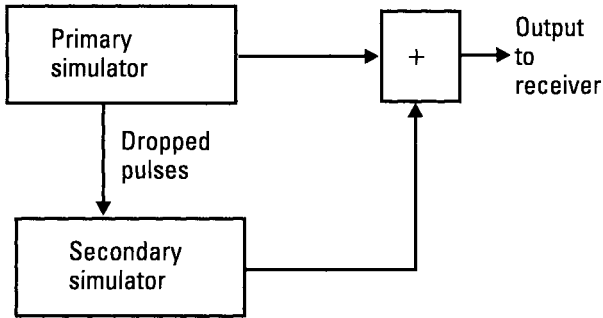 Primary
simulator
+
Output
to
receiver
Dropped
pulses
Secondary
simulator